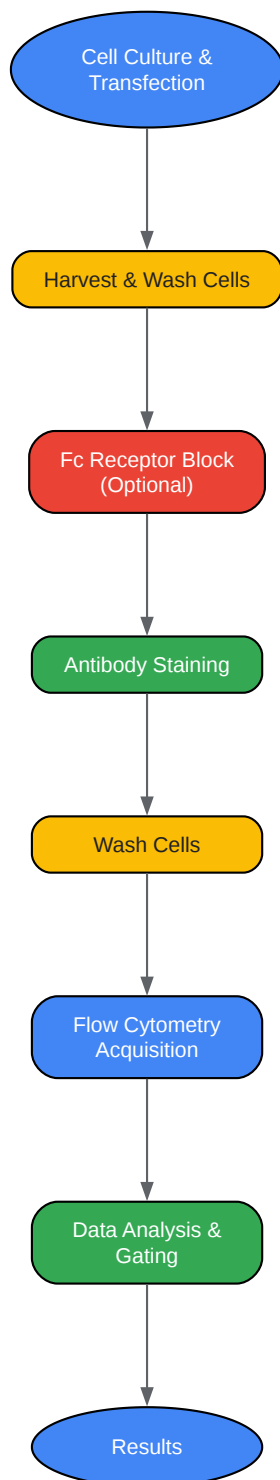 Cell Culture &
Transfection
Harvest & Wash Cells
Fc Receptor Block
(Optional)
Antibody Staining
Wash Cells
Flow Cytometry
Acquisition
Data Analysis &
Gating
Results